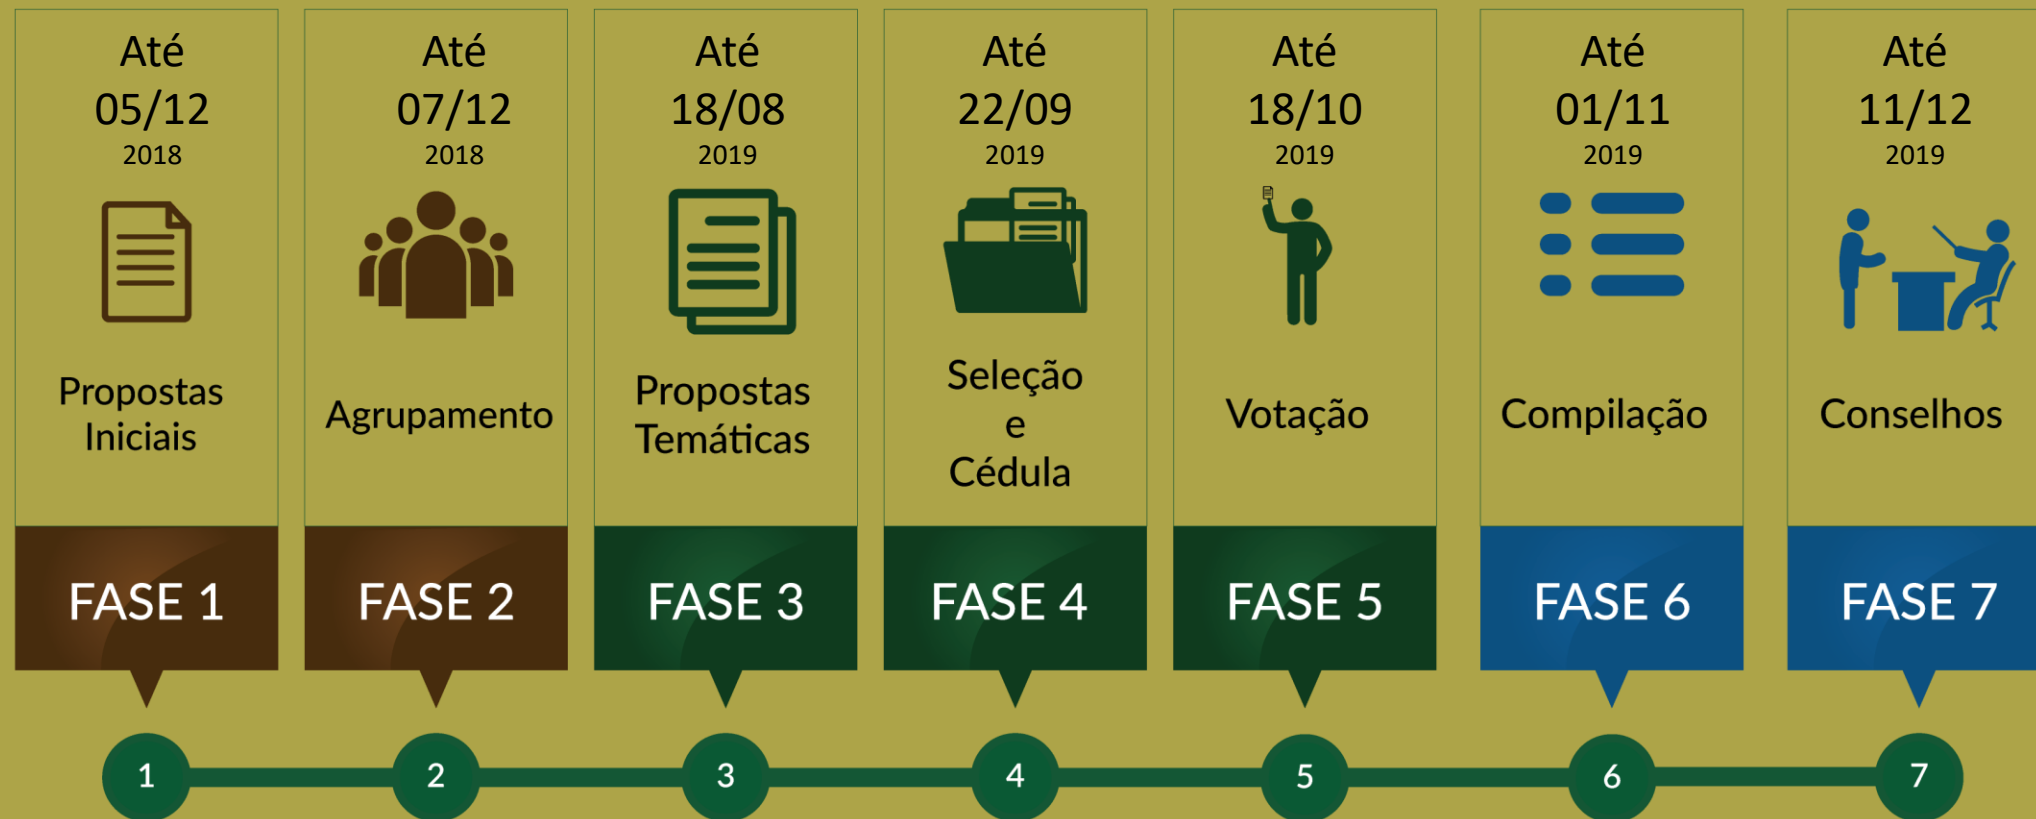 Até
05/12
2018
Propostas
Iniciais
FASE 1
1
Até
07/12
2018
Agrupamento
FASE 2
2
Até
18/08
2019
Propostas
Temáticas
FASE 3
3
Até
22/09
2019
Seleção
e
Cédula
FASE 4
4
Até
18/10
2019
Votação
FASE 5
5
Até
01/11
2019
Compilação
FASE 6
6
Até
11/12
2019
Conselhos
FASE 7
7